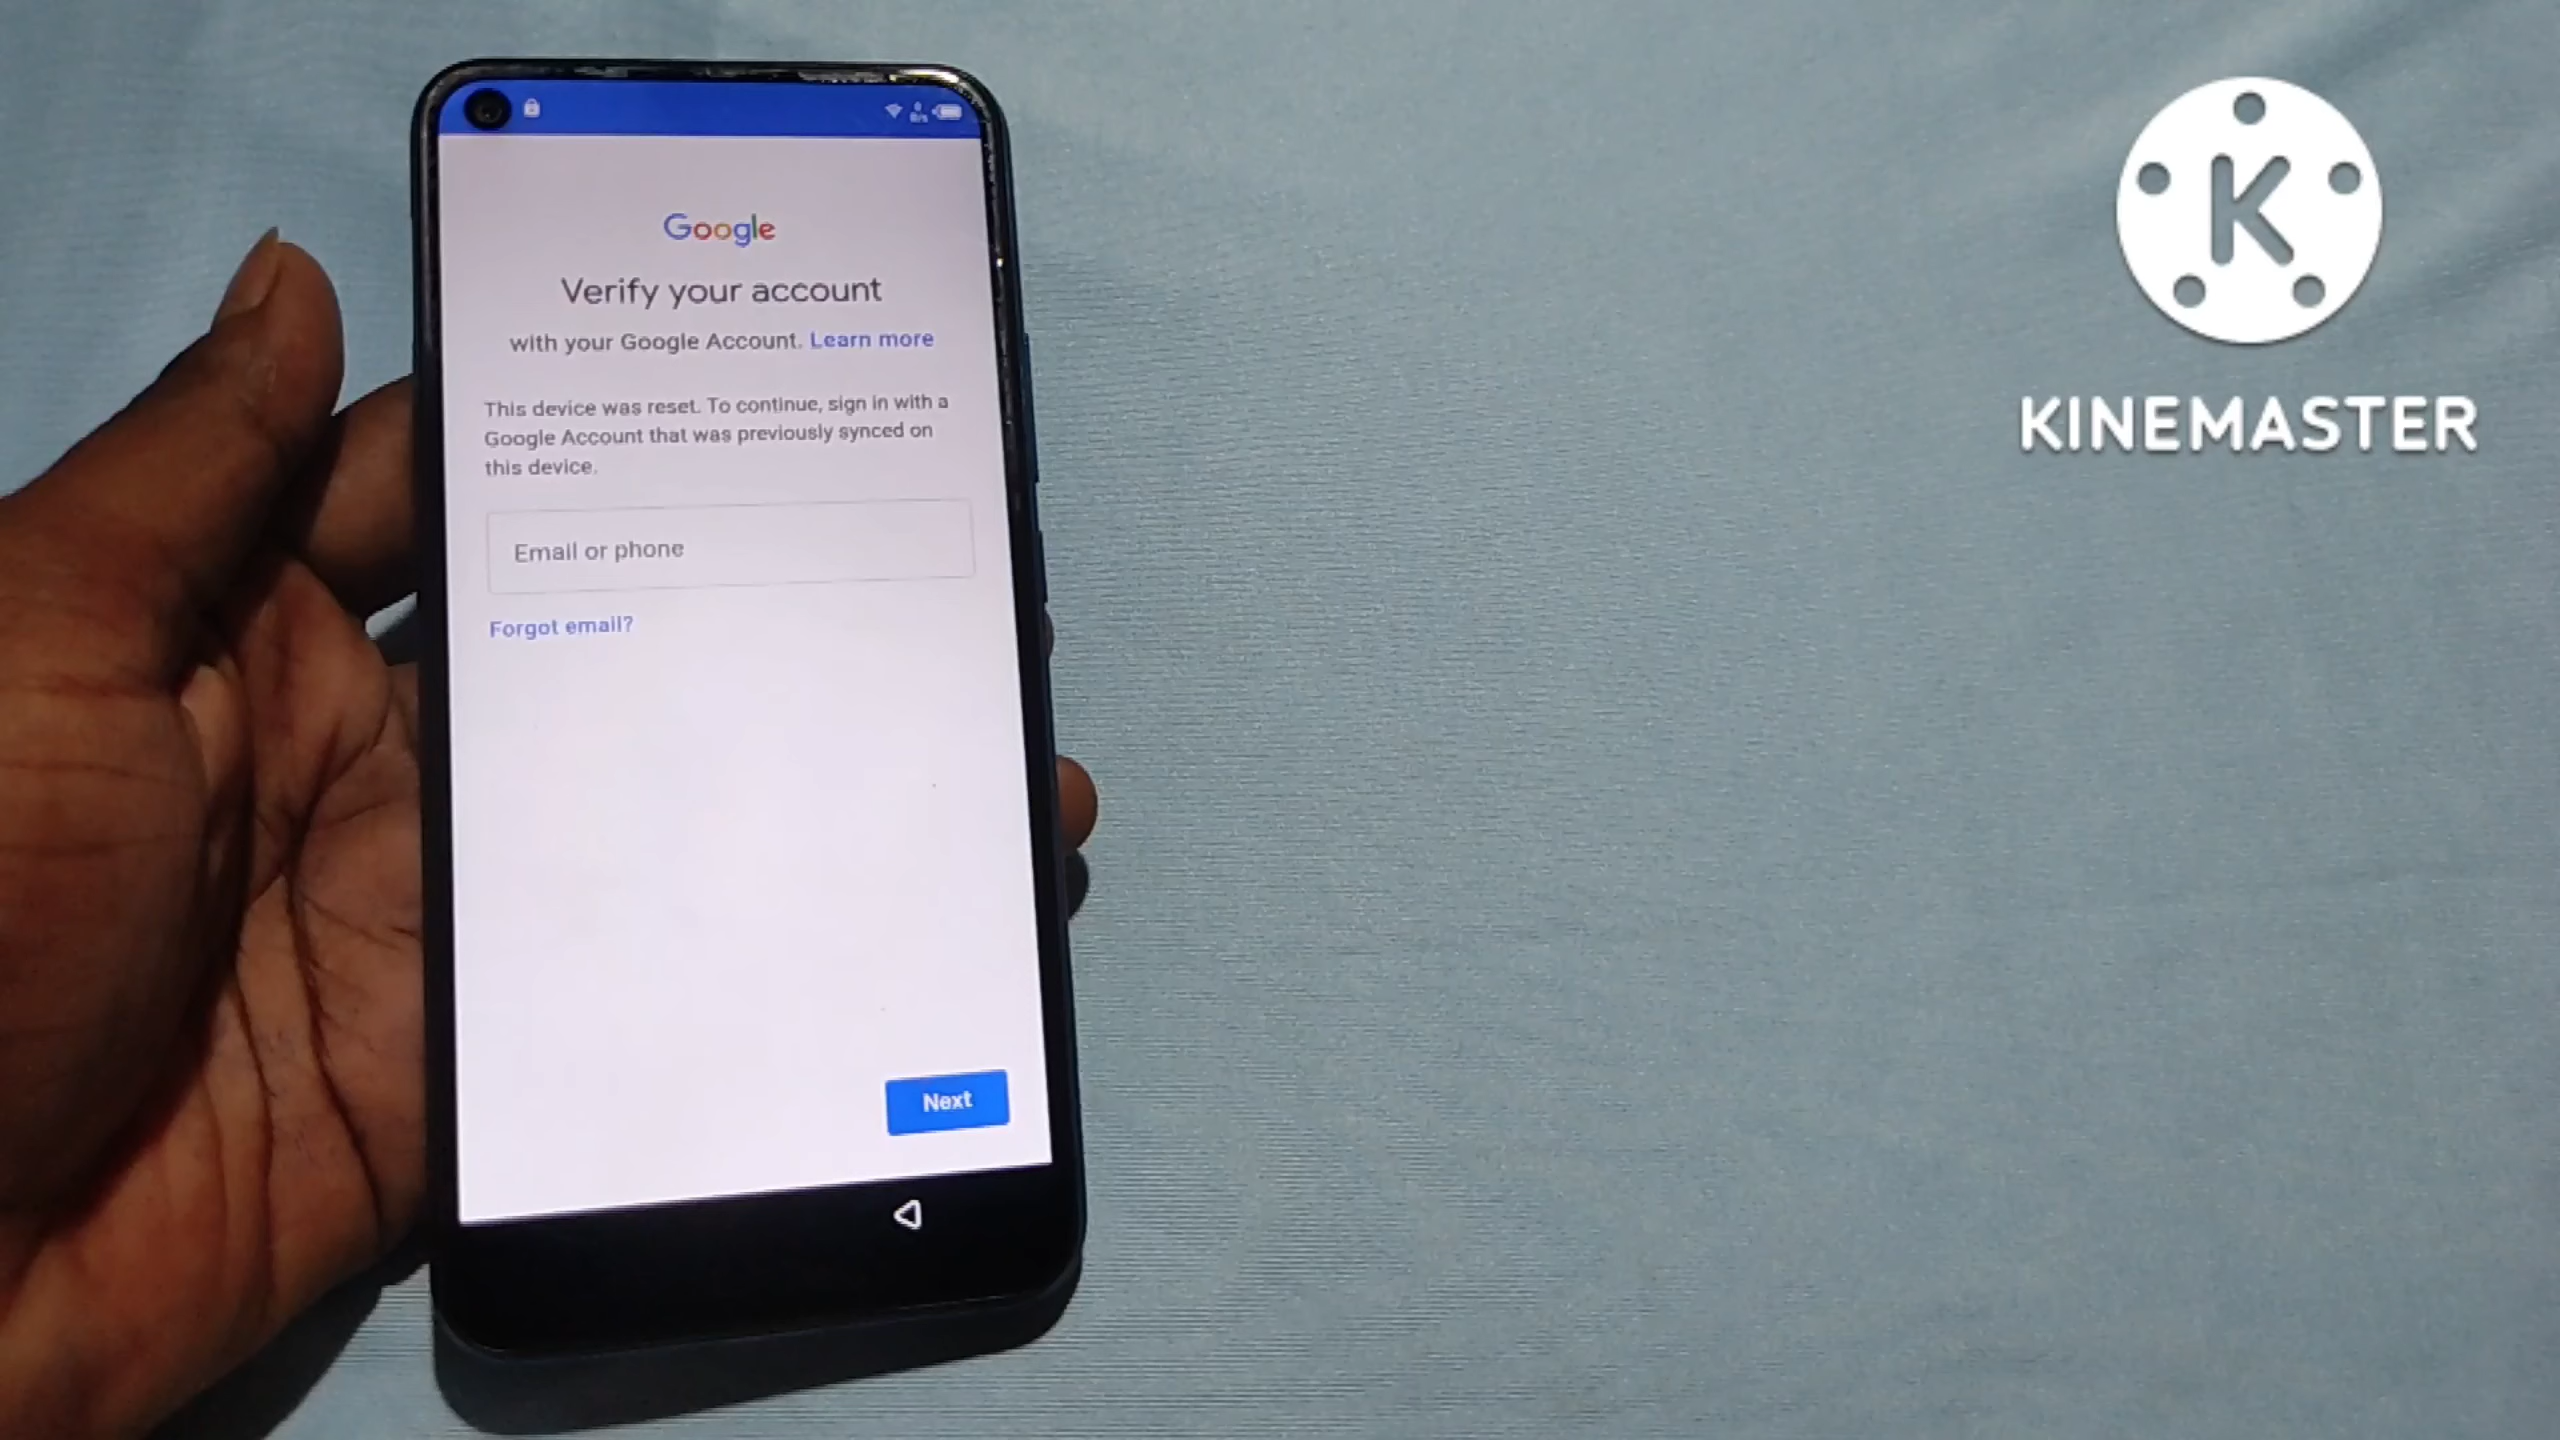 Google
Verify your account
with your Google Account. Learn more
This device was reset. To continue, sign in with a
Google Account that was previously synced on
this device.
Email or phone
Forgot email?
Next
K
KINEMASTER